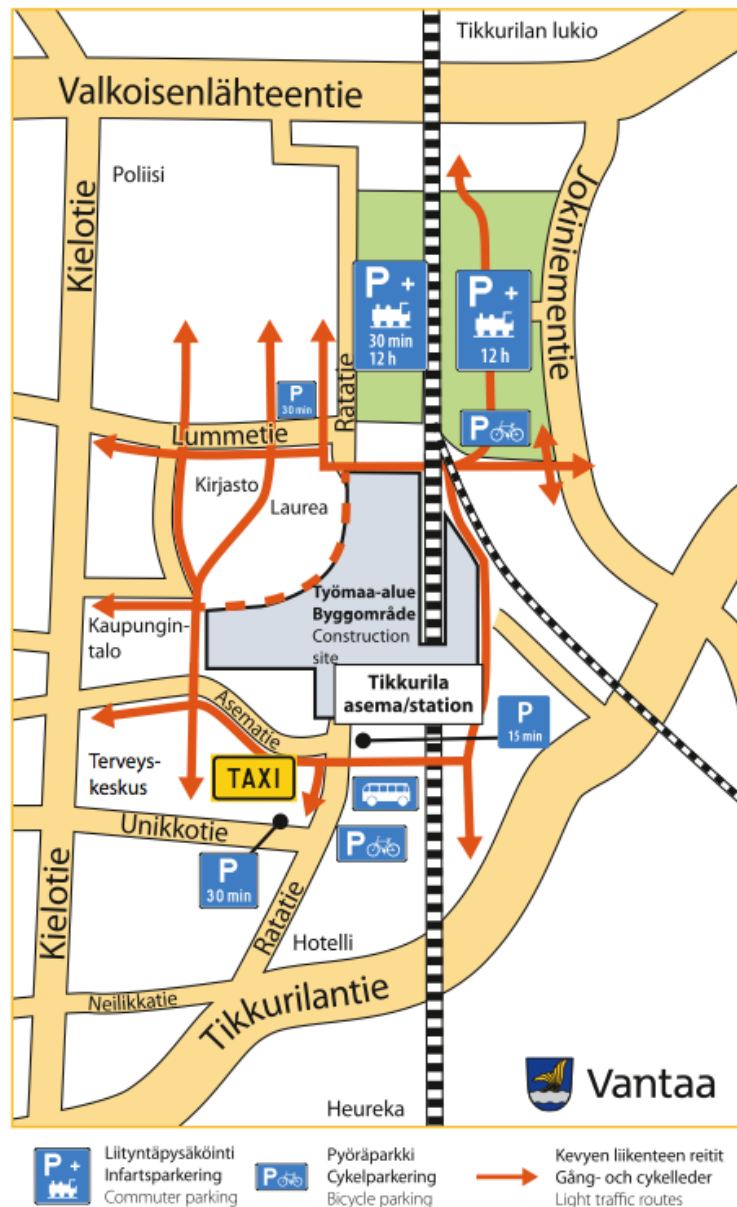 Tikkurilan lukio
Valkoisenlähteentie
Poliisi
Kielotie
Jokiniementie
P +
30 min
12 h
P +
12 h
P
30 min
Ratatie
P
Lummetie
Kirjasto
Laurea
Työmaa-alue
Byggområde
Construction
site
Kaupungin-
talo
Tikkurila
asema/station
Asematie
P
15 min
Terveys-
keskus
TAXI
Unikkotie
P
P
30 min
Kielotie
Ratatie
Hotelli
Neilikkatie
Tikkurilantie
Vantaa
Heureka
P +
Liityntäpysäköinti
Infartsparkering
Commuter parking
P
Pyöräparkki
Cykelparkering
Bicycle parking
Kevyen liikenteen reitit
Gång- och cykelleder
Light traffic routes